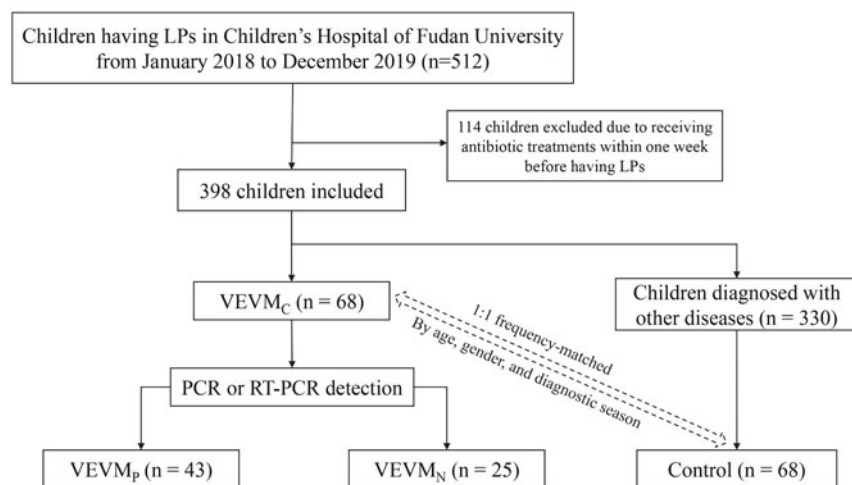 Children having LPs in Children's Hospital of Fudan University
from January 2018 to December 2019 (n=512)
114 children excluded due to receiving
antibiotic treatments within one week
before having LPs
398 children included
VEVMC (n = 68)
1:1 frequency-matched
By age, gender, and diagnostic season
Children diagnosed with
other diseases (n = 330)
PCR or RT-PCR detection
VEVMP (n = 43)
VEVMN (n = 25)
Control (n = 68)